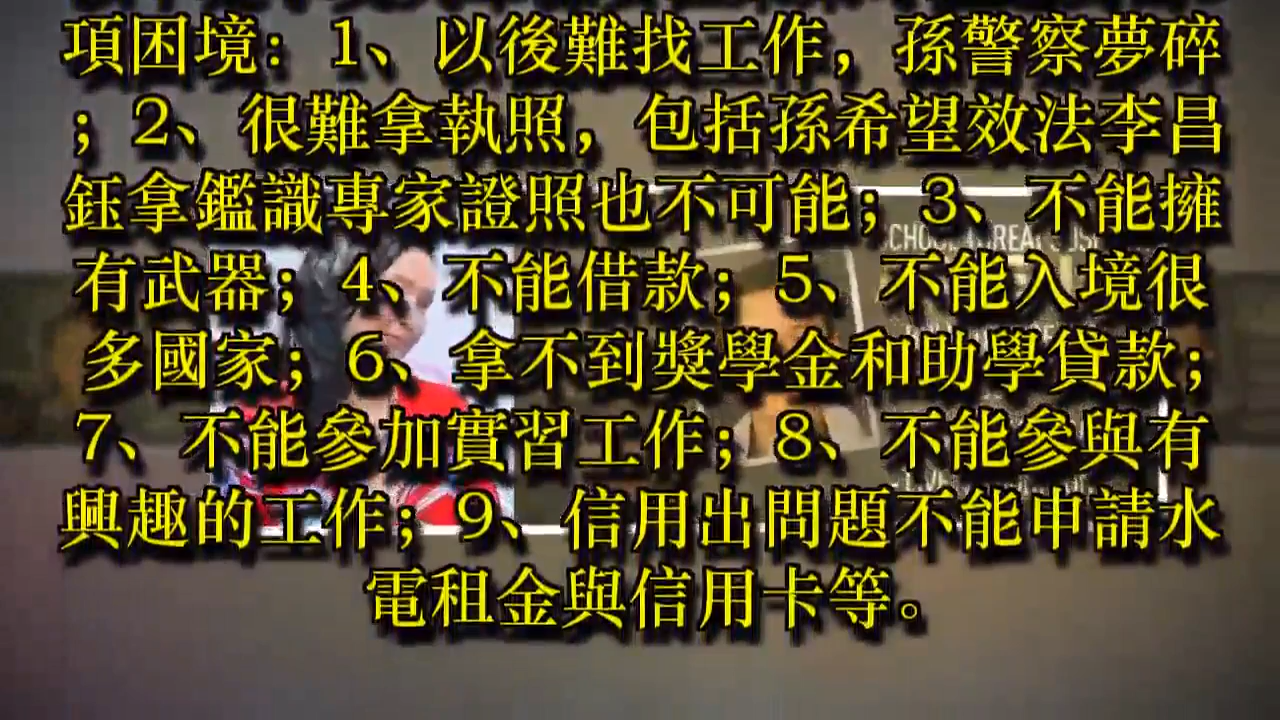 項困境：1、以後難找工作，孫警察夢碎
；2、很難拿執照，包括孫希望效法李昌
鈺拿鑑識專家證照也不可能；3、不能擁
有武器；4、不能借款；5、不能入境很
多國家；6、拿不到獎學金和助學貸款；
7、不能參加實習工作；8、不能參與有
興趣的工作；9、信用出問題不能申請水
電租金與信用卡等。